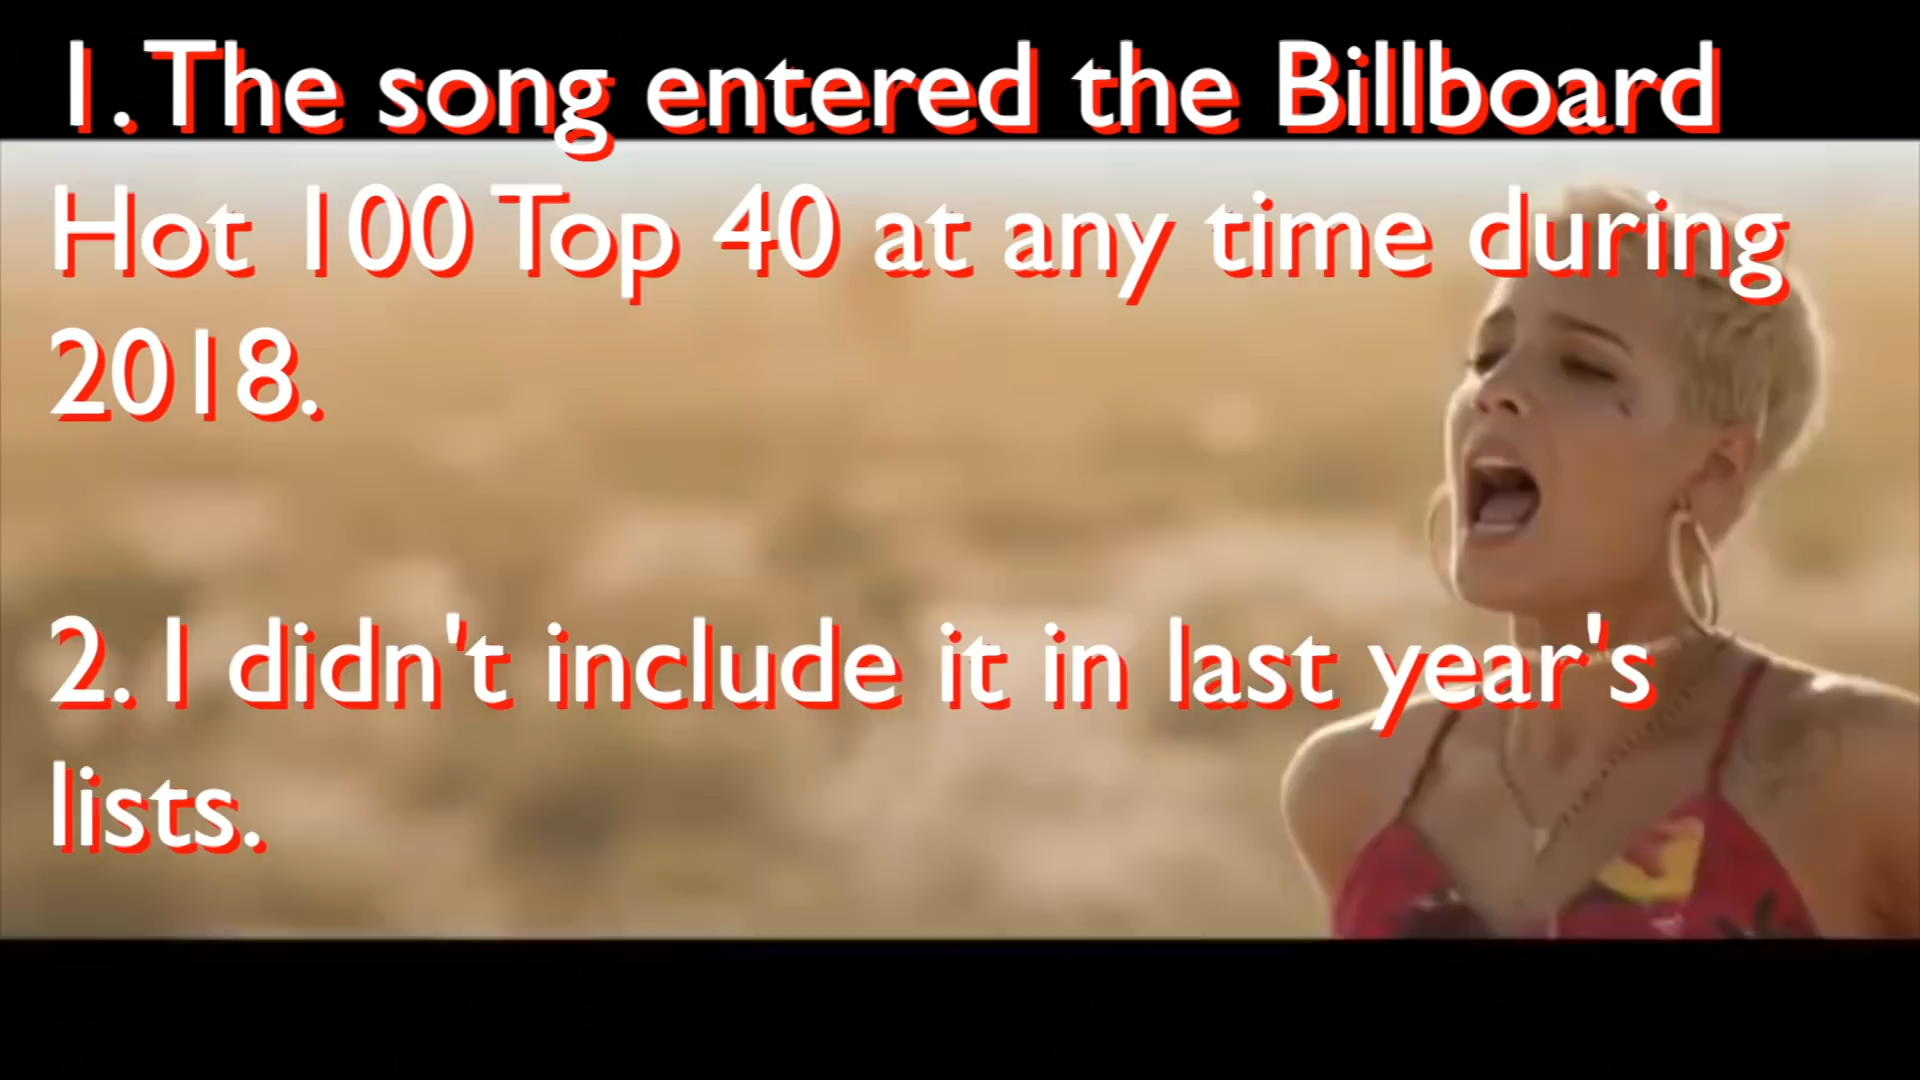 1. The song entered the Billboard
Hot 100 Top 40 at any time during
2018.
2. I didn't include it in last year's
lists.